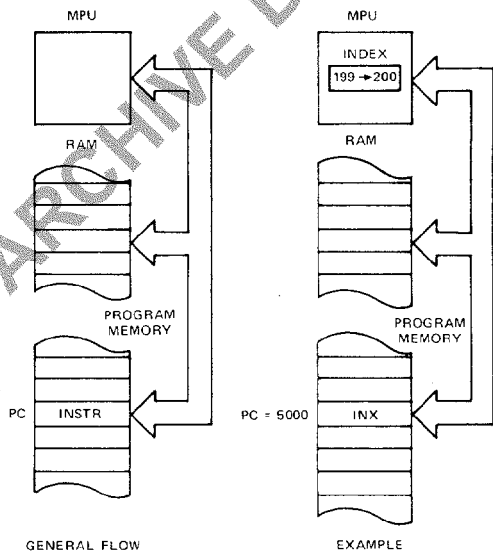 MPU
RAM
PROGRAM
MEMORY
PC
INSTR
GENERAL FLOW
MPU
INDEX
199 → 200
RAM
PROGRAM
MEMORY
PC = 5000
INX
EXAMPLE
ARCHIVE